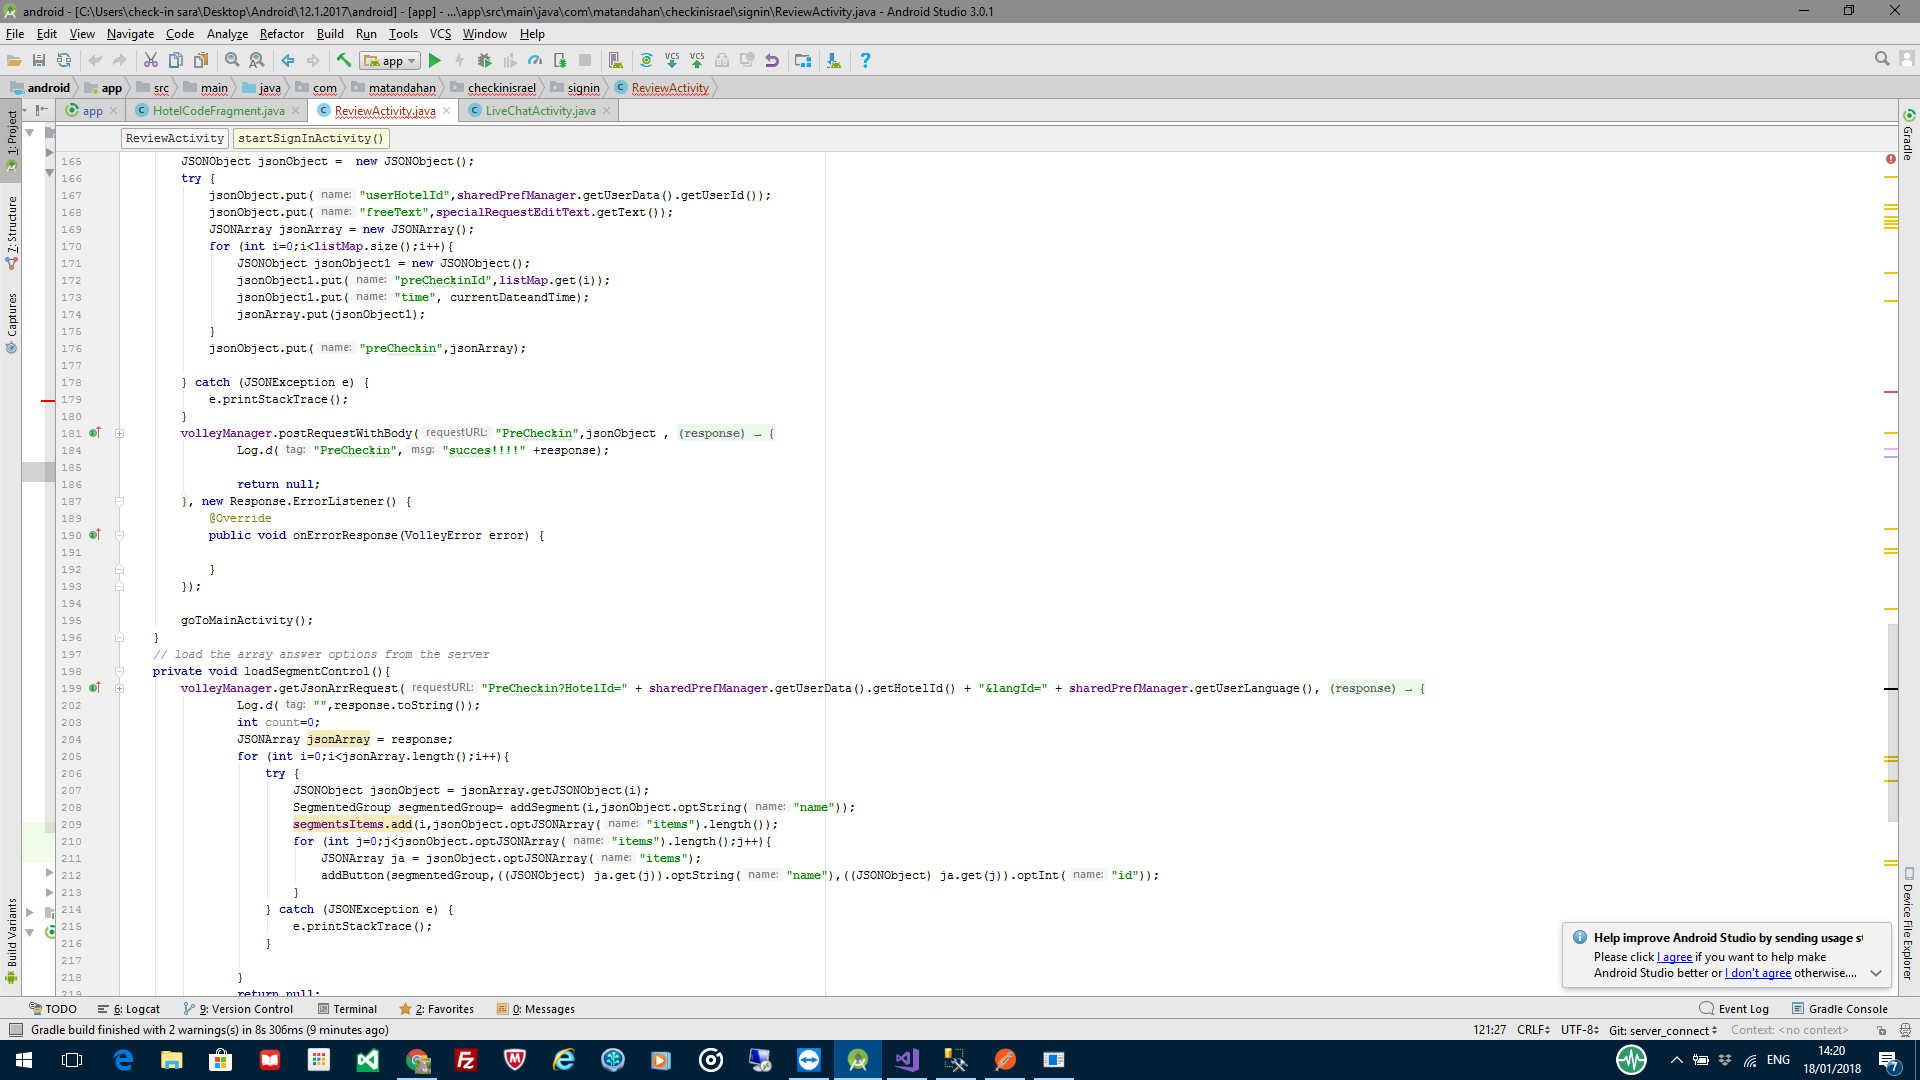 android - [C:\Users\check-in sara\Desktop\Android\12.1.2017\android] - [app] - ...\app\src\main\java\com\matandahan\checkinisrael\signin\ReviewActivity.java - Android Studio 3.0.1
File Edit View Navigate Code Analyze Refactor Build Run Tools VCS Window Help
app
android app src main java com matandahan checkinisrael signin ReviewActivity
app HotelCodeFragment.java ReviewActivity.java LiveChatActivity.java
ReviewActivity startSignInActivity()
1: Project
7: Structure
Captures
Build Variants
Gradle
Device File Explorer
165 JSONObject jsonObject =  new JSONObject();
166 try {
167 jsonObject.put( name: "userHotelId",sharedPrefManager.getUserData().getUserId());
168 jsonObject.put( name: "freeText",specialRequestEditText.getText());
169 JSONArray jsonArray = new JSONArray();
170 for (int i=0;i<listMap.size();i++){
171 JSONObject jsonObject1 = new JSONObject();
172 jsonObject1.put( name: "preCheckinId",listMap.get(i));
173 jsonObject1.put( name: "time", currentDateandTime);
174 jsonArray.put(jsonObject1);
175 }
176 jsonObject.put( name: "preCheckin",jsonArray);
177
178 } catch (JSONException e) {
179 e.printStackTrace();
180 }
181 volleyManager.postRequestWithBody( requestURL: "PreCheckin",jsonObject , (response) → {
184 Log.d( tag: "PreCheckin", msg: "succes!!!!" +response);
185
186 return null;
187 }, new Response.ErrorListener() {
189 @Override
190 public void onErrorResponse(VolleyError error) {
191
192 }
193 });
194
195 goToMainActivity();
196 }
197 // load the array answer options from the server
198 private void loadSegmentControl(){
199 volleyManager.getJsonArrRequest( requestURL: "PreCheckin?HotelId=" + sharedPrefManager.getUserData().getHotelId() + "&langId=" + sharedPrefManager.getUserLanguage(), (response) → {
202 Log.d( tag: "",response.toString());
203 int count=0;
204 JSONArray jsonArray = response;
205 for (int i=0;i<jsonArray.length();i++){
206 try {
207 JSONObject jsonObject = jsonArray.getJSONObject(i);
208 SegmentedGroup segmentedGroup= addSegment(i,jsonObject.optString( name: "name"));
209 segmentsItems.add(i,jsonObject.optJSONArray( name: "items").length());
210 for (int j=0;j<jsonObject.optJSONArray( name: "items").length();j++){
211 JSONArray ja = jsonObject.optJSONArray( name: "items");
212 addButton(segmentedGroup,((JSONObject) ja.get(j)).optString( name: "name"),((JSONObject) ja.get(j)).optInt( name: "id"));
213 }
214 } catch (JSONException e) {
215 e.printStackTrace();
216 }
217
218 }
219 return null;
Help improve Android Studio by sending usage st
Please click I agree if you want to help make
Android Studio better or I don't agree otherwise....
TODO 6: Logcat 9: Version Control Terminal 2: Favorites 0: Messages Event Log Gradle Console
Gradle build finished with 2 warnings(s) in 8s 306ms (9 minutes ago) 121:27 CRLF UTF-8 Git: server_connect Context: <no context>
ENG 14:20
18/01/2018
7